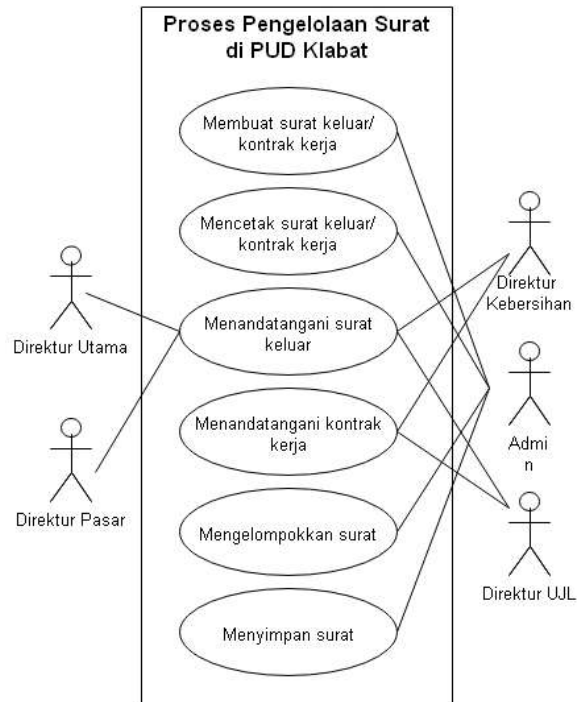 Proses Pengelolaan Surat
di PUD Klabat
Membuat surat keluar/
kontrak kerja
Mencetak surat keluar/
kontrak kerja
Menandatangani surat
keluar
Menandatangani kontrak
kerja
Mengelompokkan surat
Menyimpan surat
Direktur Utama
Direktur Pasar
Direktur
Kebersihan
Admi
n
Direktur UJL